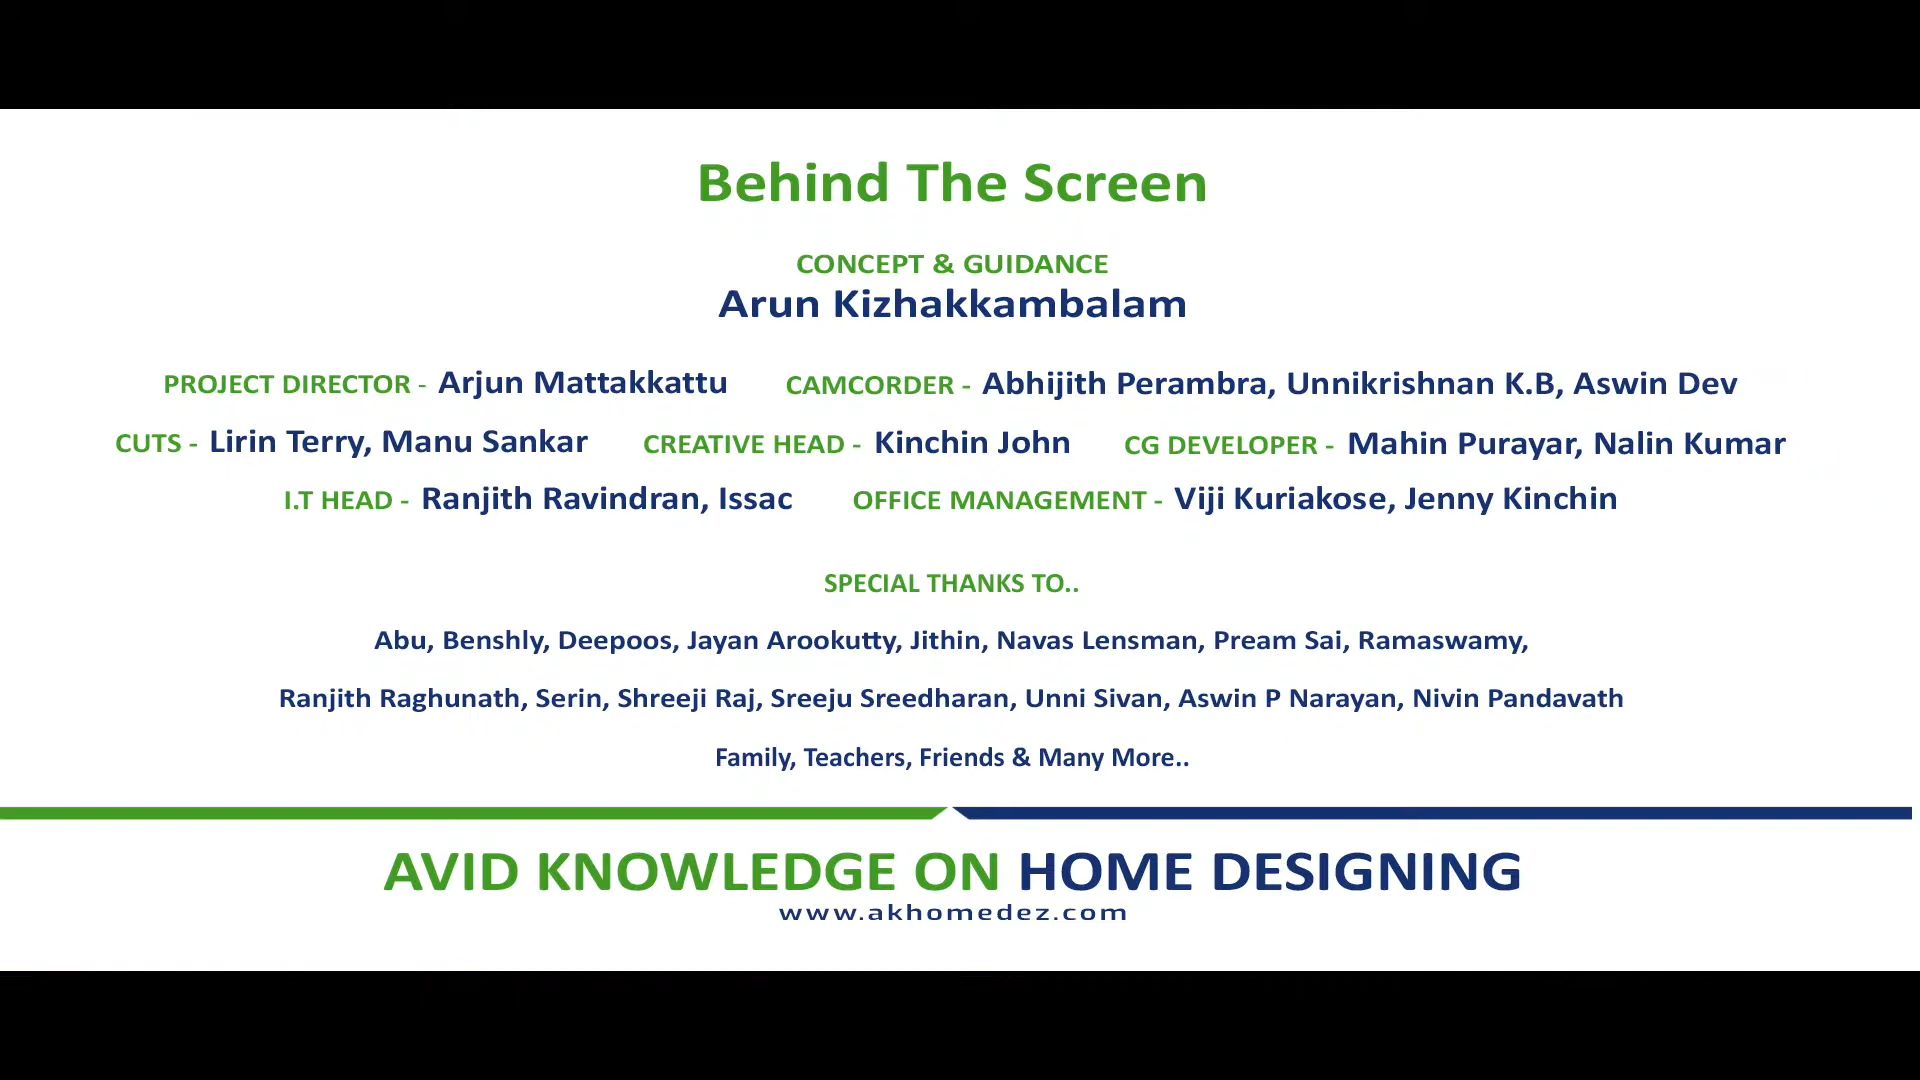 Behind The Screen
CONCEPT & GUIDANCE
Arun Kizhakkambalam
PROJECT DIRECTOR - Arjun Mattakkattu CAMCORDER - Abhijith Perambra, Unnikrishnan K.B, Aswin Dev
CUTS - Lirin Terry, Manu Sankar CREATIVE HEAD - Kinchin John CG DEVELOPER - Mahin Purayar, Nalin Kumar
I.T HEAD - Ranjith Ravindran, Issac OFFICE MANAGEMENT - Viji Kuriakose, Jenny Kinchin
SPECIAL THANKS TO..
Abu, Benshly, Deepoos, Jayan Arookutty, Jithin, Navas Lensman, Pream Sai, Ramaswamy,
Ranjith Raghunath, Serin, Shreeji Raj, Sreeju Sreedharan, Unni Sivan, Aswin P Narayan, Nivin Pandavath
Family, Teachers, Friends & Many More..
AVID KNOWLEDGE ON HOME DESIGNING
www.akhomedez.com